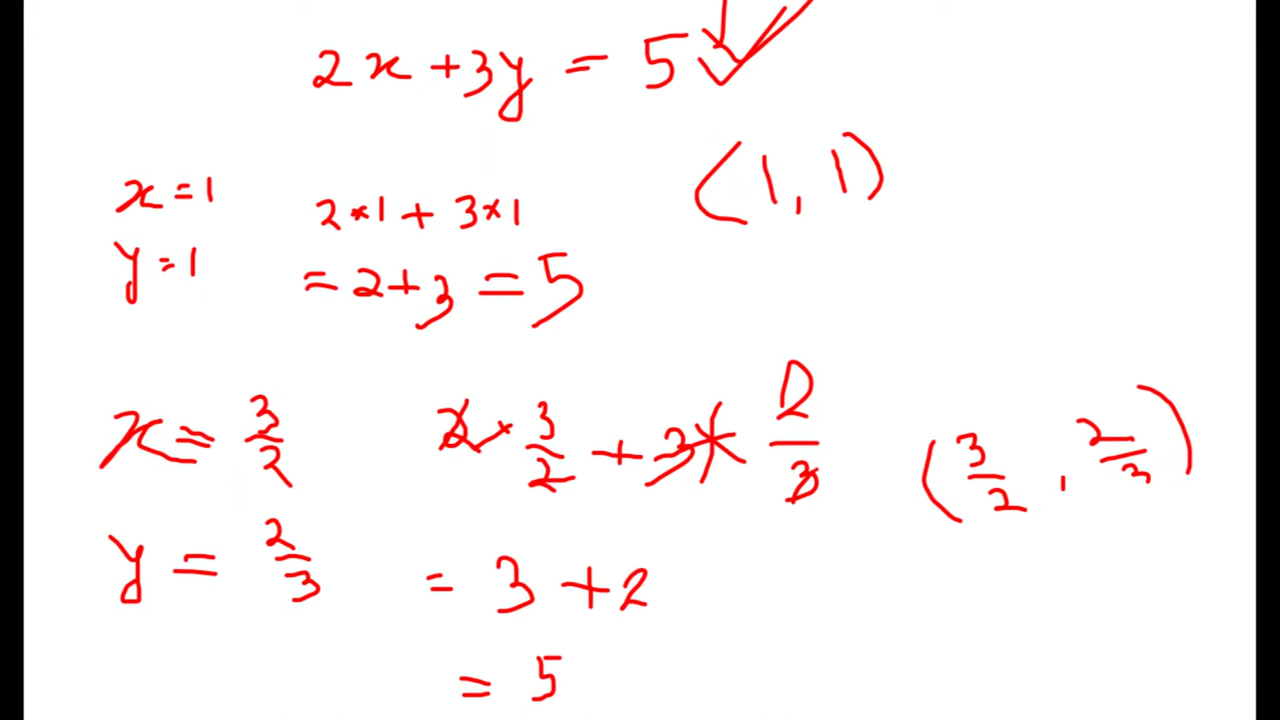 2x + 3y = 5
(1, 1)
x = 1
2*1 + 3*1
y = 1
= 2+3 = 5
x = 3/2
2 * 3/2 + 3 * 2/3
(3/2, 2/3)
y = 2/3
= 3 + 2
= 5